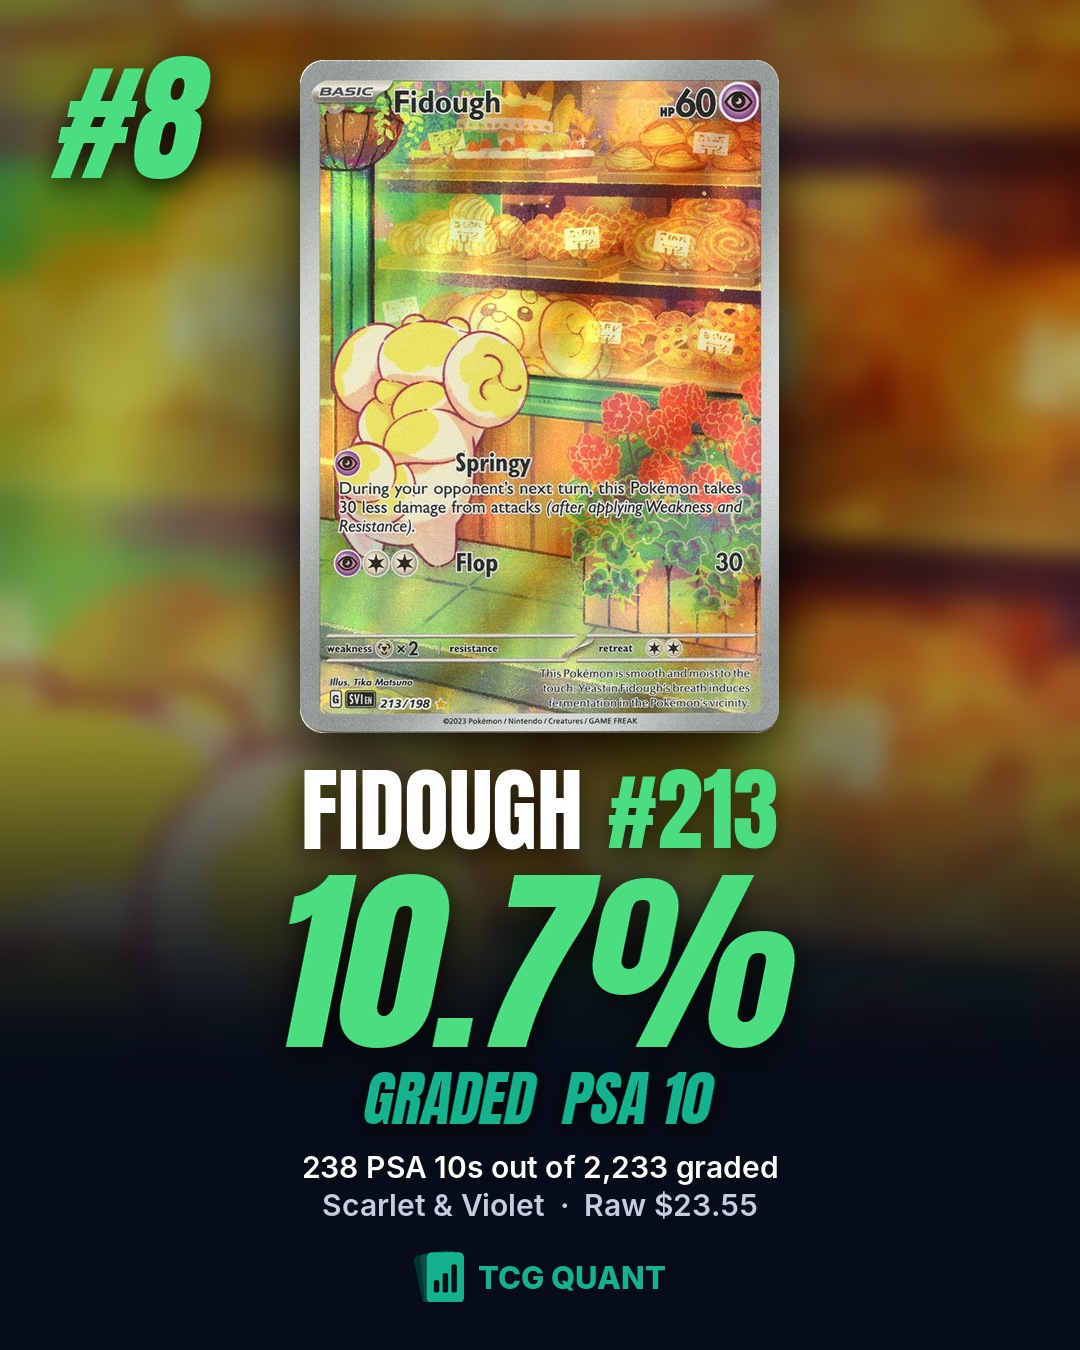 #8
BASIC Fidough HP60
Springy
During your opponent's next turn, this Pokémon takes
30 less damage from attacks (after applying Weakness and
Resistance).
Flop 30
weakness ×2 resistance retreat
Illus. Tika Matsuno
This Pokémon is smooth and moist to the
touch. Yeast in Fidough's breath induces
fermentation in the Pokémon's vicinity.
G SVI EN 213/198
©2023 Pokémon / Nintendo / Creatures / GAME FREAK
FIDOUGH #213
10.7%
GRADED PSA 10
238 PSA 10s out of 2,233 graded
Scarlet & Violet · Raw $23.55
TCG QUANT